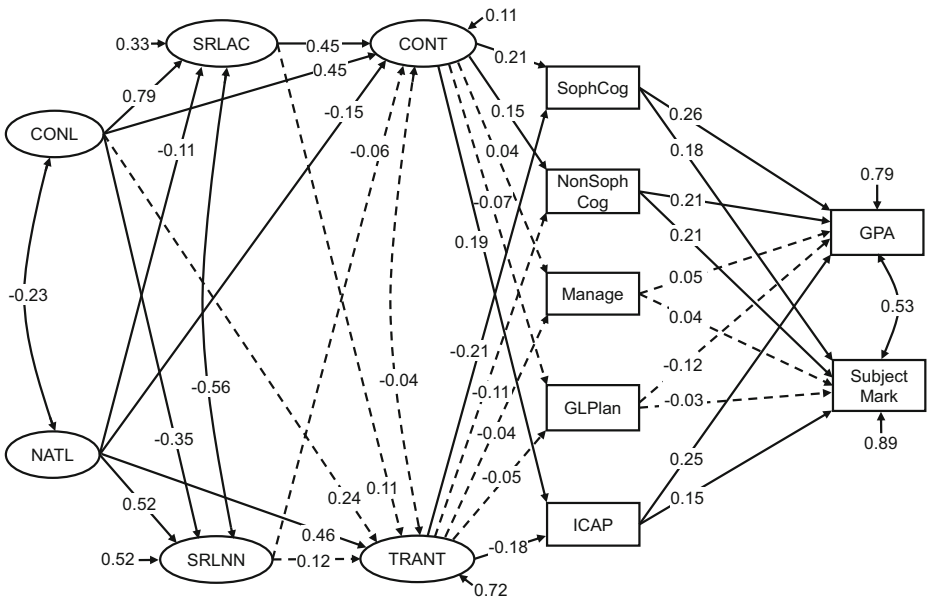 0.11
0.33
SRLAC
0.45
CONT
0.21
0.45
SophCog
0.79
0.15
0.26
CONL
-0.15
-0.11
-0.06
0.04
0.18
0.79
NonSoph
Cog
-0.07
0.21
GPA
0.19
0.21
0.05
-0.23
Manage
0.53
0.04
-0.21
-0.12
-0.04
-0.56
-0.11
Subject
Mark
GLPlan
-0.03
-0.35
-0.04
0.89
NATL
0.25
-0.05
0.52
0.24
0.11
0.15
0.46
ICAP
0.52
SRLNN
0.12
TRANT
-0.18
0.72